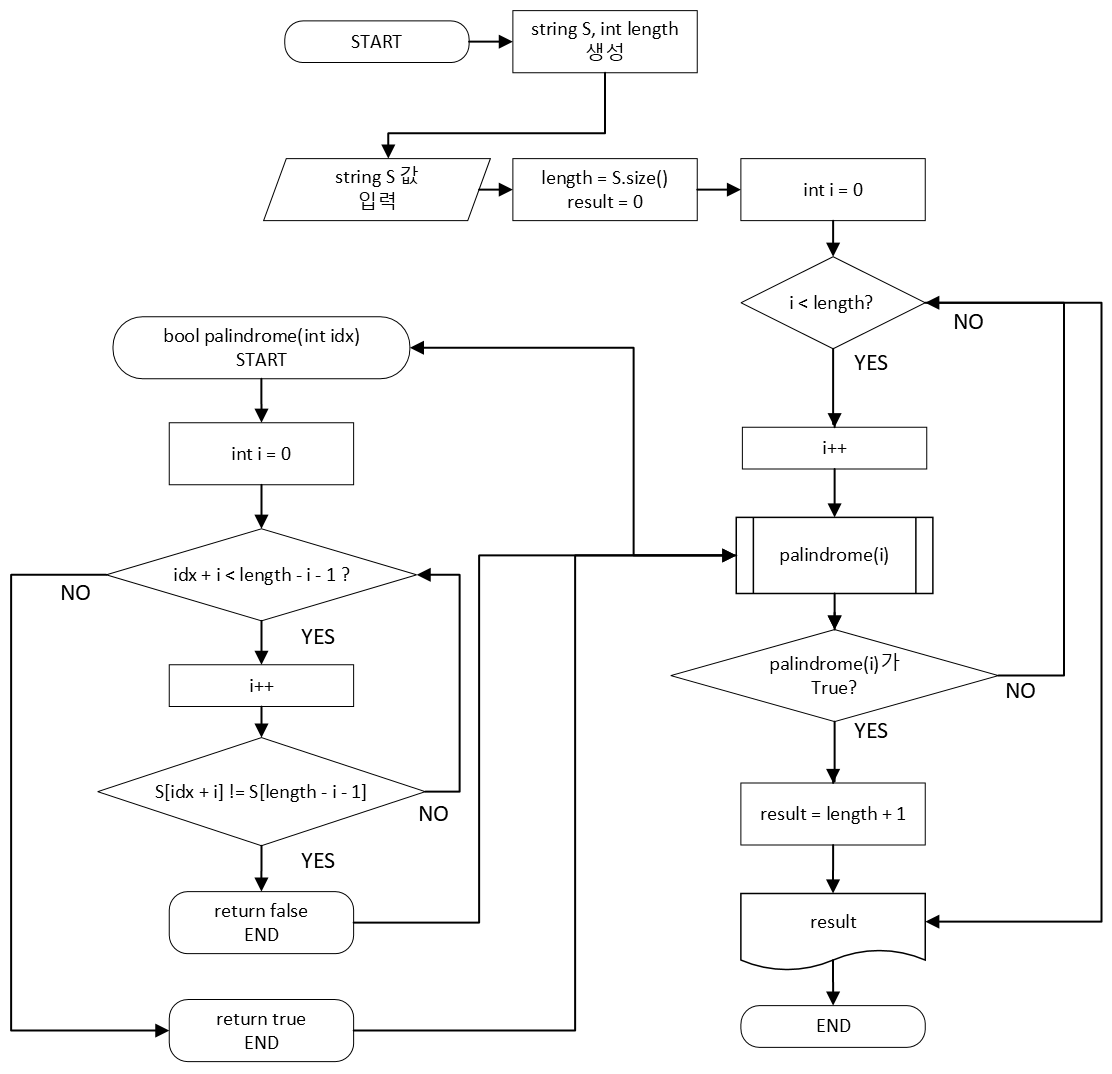 START
string S, int length
생성
string S 값
입력
length = S.size()
result = 0
int i = 0
i < length?
NO
YES
i++
palindrome(i)
palindrome(i)가
True?
NO
YES
result = length + 1
result
END
bool palindrome(int idx)
START
int i = 0
idx + i < length - i - 1 ?
NO
YES
i++
S[idx + i] != S[length - i - 1]
NO
YES
return false
END
return true
END